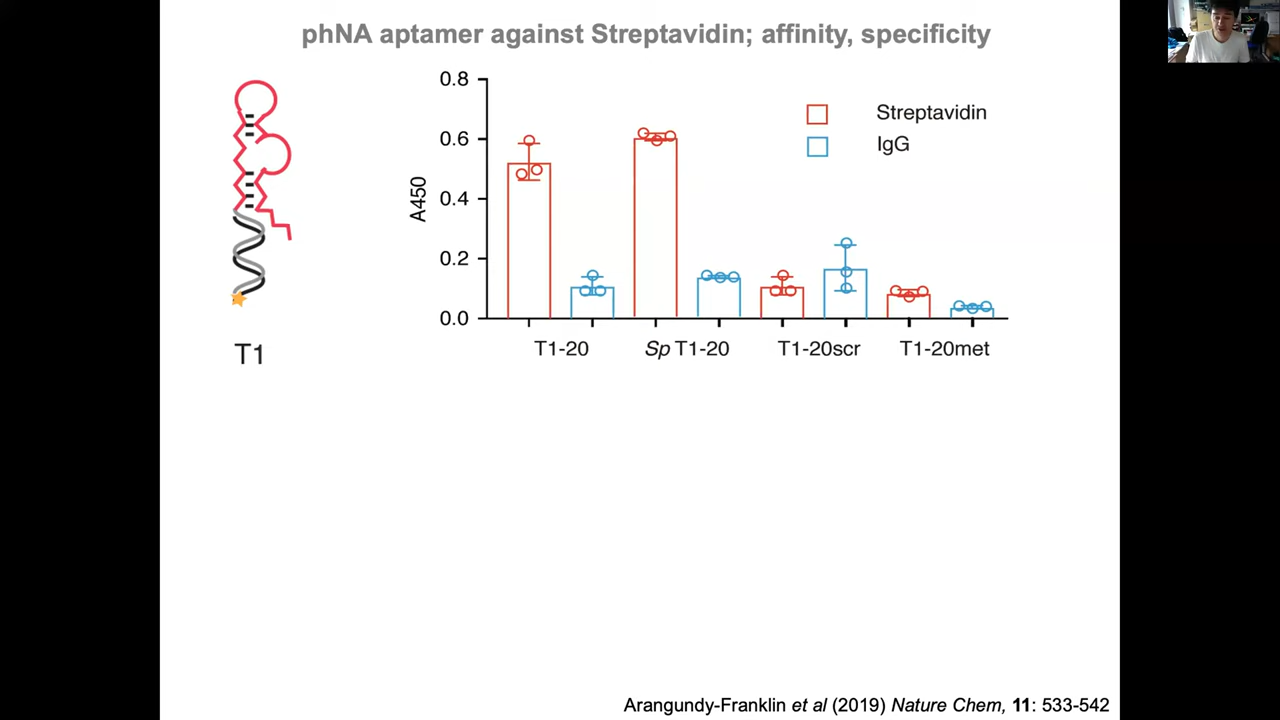 phNA aptamer against Streptavidin; affinity, specificity
0.8
0.6
0.4
0.2
0.0
A450
Streptavidin
IgG
T1-20
Sp T1-20
T1-20scr
T1-20met
T1
Arangundy-Franklin et al (2019) Nature Chem, 11: 533-542